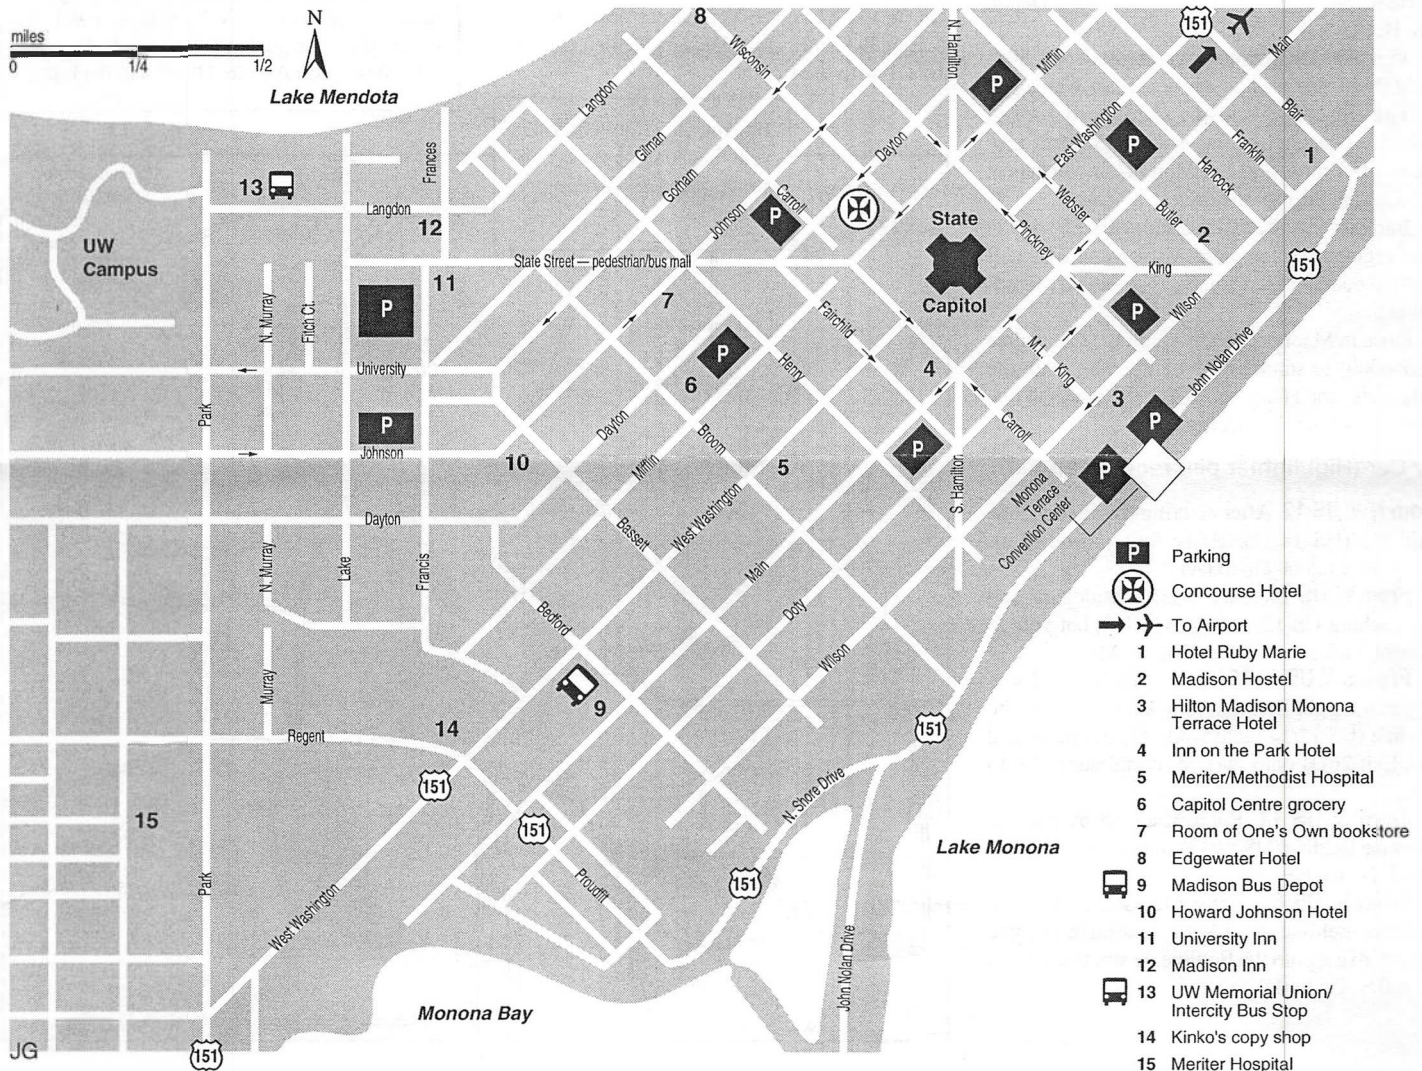 miles
0 1/4 1/2
N
Lake Mendota
8
151
Wisconsin
N. Hamilton
Mifflin
Main
Langdon
Blair
P
East Washington
P
Franklin
1
Gilman
Dayton
Hancock
Frances
13
Gorham
Carroll
Webster
Butler
Langdon
Johnson
P
State
Capitol
Pinckney
2
12
UW
Campus
State Street — pedestrian/bus mall
King
151
11
N. Murray
Fitch Ct.
P
7
Fairchild
P
Wilson
P
M.L.
King
John Nolan Drive
University
6
Henry
4
3
Park
P
Johnson
Dayton
Broom
Carroll
P
P
10
Mifflin
5
P
S. Hamilton
Monona
Terrace
Convention Center
Dayton
Bassett
West Washington
N. Murray
Lake
Francis
Main
Doty
Bedford
Wilson
Murray
9
14
Regent
151
151
151
N. Shore Drive
15
Lake Monona
151
Park
Proudfit
West Washington
John Nolan Drive
Monona Bay
JG
151
P Parking
Concourse Hotel
To Airport
1 Hotel Ruby Marie
2 Madison Hostel
3 Hilton Madison Monona
Terrace Hotel
4 Inn on the Park Hotel
5 Meriter/Methodist Hospital
6 Capitol Centre grocery
7 Room of One's Own bookstore
8 Edgewater Hotel
9 Madison Bus Depot
10 Howard Johnson Hotel
11 University Inn
12 Madison Inn
13 UW Memorial Union/
Intercity Bus Stop
14 Kinko's copy shop
15 Meriter Hospital